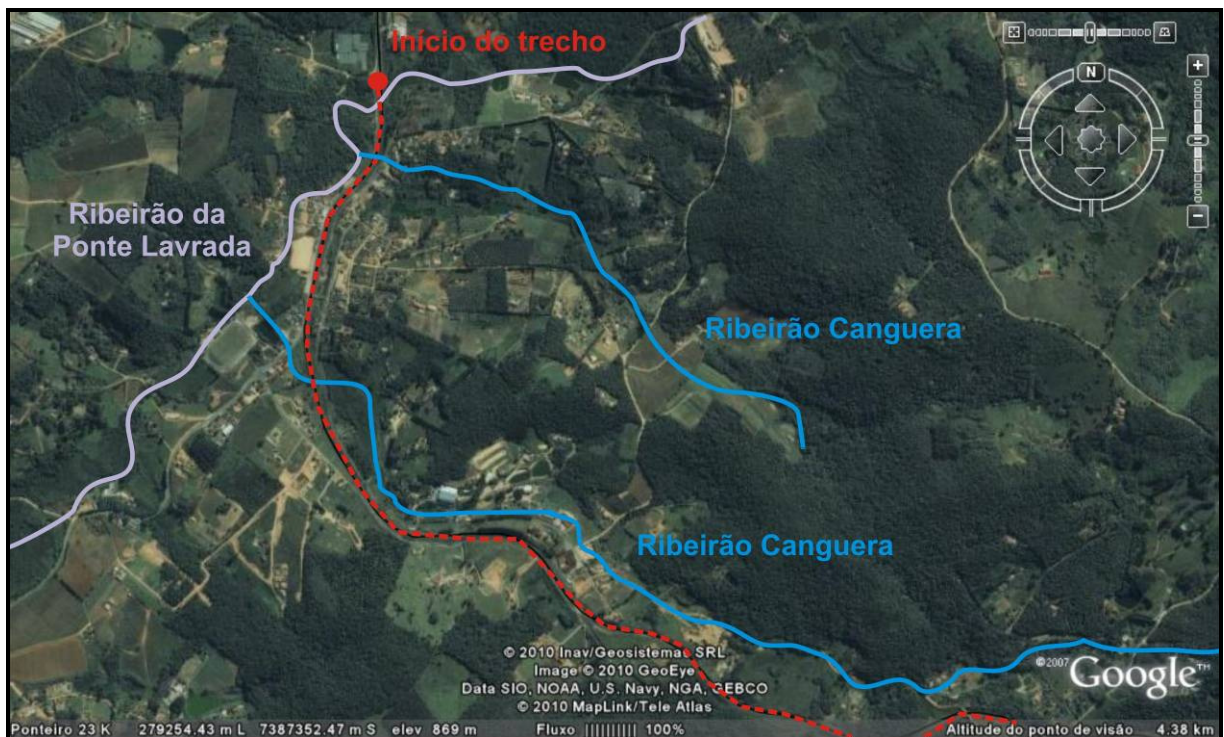 Início do trecho
N
Ribeirão da
Ponte Lavrada
Ribeirão Canguera
Ribeirão Canguera
© 2010 Inav/Geosistemas SRL
Image © 2010 GeoEye
Data SIO, NOAA, U.S. Navy, NGA, GEBCO
© 2010 MapLink/Tele Atlas
©2007 Google™
Ponteiro 23 K 279254.43 m L 7387352.47 m S elev 869 m Fluxo ||||||||| 100% Altitude do ponto de visão 4.38 km